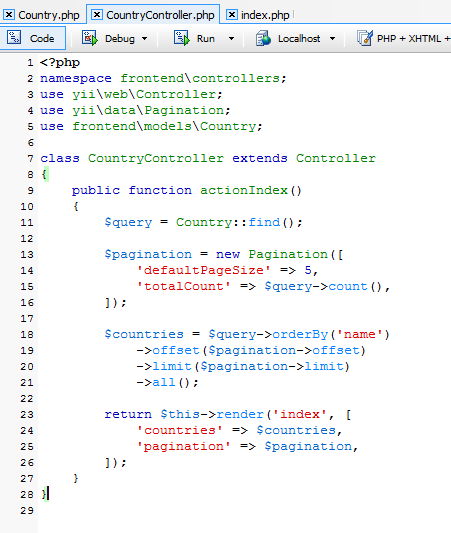 Country.php CountryController.php index.php
Code Debug Run Localhost PHP + XHTML +
1 <?php
2 namespace frontend\controllers;
3 use yii\web\Controller;
4 use yii\data\Pagination;
5 use frontend\models\Country;
6
7 class CountryController extends Controller
8 {
9     public function actionIndex()
10     {
11         $query = Country::find();
12
13         $pagination = new Pagination([
14             'defaultPageSize' => 5,
15             'totalCount' => $query->count(),
16         ]);
17
18         $countries = $query->orderBy('name')
19             ->offset($pagination->offset)
20             ->limit($pagination->limit)
21             ->all();
22
23         return $this->render('index', [
24             'countries' => $countries,
25             'pagination' => $pagination,
26         ]);
27     }
28 }
29